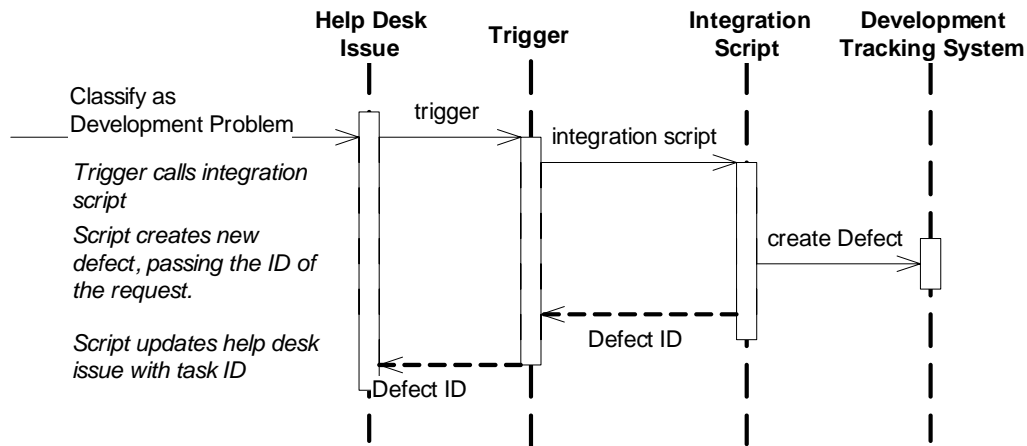 Help Desk
Issue
Trigger
Integration
Script
Development
Tracking System
Classify as
Development Problem
trigger
integration script
Trigger calls integration
script
Script creates new
defect, passing the ID of
the request.
create Defect
Defect ID
Script updates help desk
issue with task ID
Defect ID